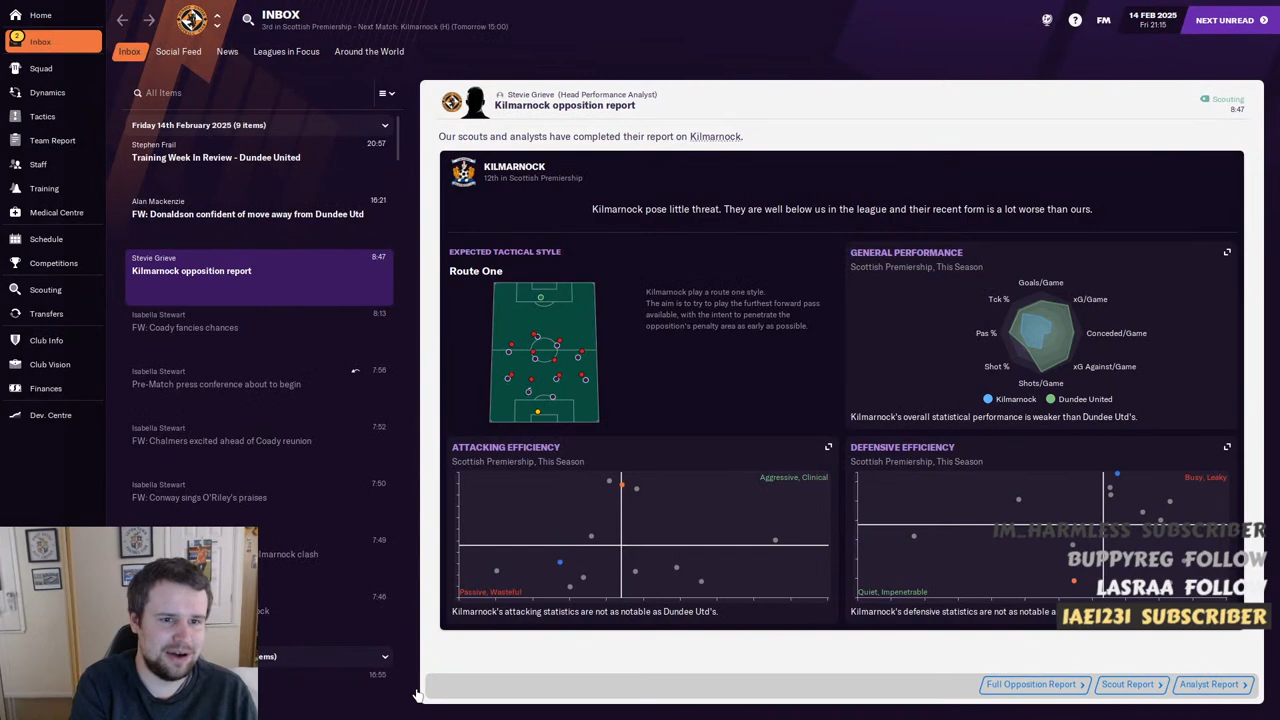 INBOX
3rd in Scottish Premiership - Next Match: Kilmarnock (H) (Tomorrow 15:00)
FM
14 FEB 2025
Fri 21:15
NEXT UNREAD
Home
2
Inbox
Squad
Dynamics
Tactics
Team Report
Staff
Training
Medical Centre
Schedule
Competitions
Scouting
Transfers
Club Info
Club Vision
Finances
Dev. Centre
Inbox
Social Feed
News
Leagues in Focus
Around the World
All Items
Friday 14th February 2025 (9 items)
Stephen Frail
20:57
Training Week In Review - Dundee United
Alan Mackenzie
16:21
FW: Donaldson confident of move away from Dundee Utd
Stevie Grieve
8:47
Kilmarnock opposition report
Isabella Stewart
8:13
FW: Coady fancies chances
Isabella Stewart
7:56
Pre-Match press conference about to begin
Isabella Stewart
7:52
FW: Chalmers excited ahead of Coady reunion
Isabella Stewart
7:50
FW: Conway sings O'Riley's praises
7:49
lmarnock clash
7:46
ock
ems)
16:55
Stevie Grieve (Head Performance Analyst)
Kilmarnock opposition report
Scouting
8:47
Our scouts and analysts have completed their report on Kilmarnock.
KILMARNOCK
12th in Scottish Premiership
Kilmarnock pose little threat. They are well below us in the league and their recent form is a lot worse than ours.
EXPECTED TACTICAL STYLE
Route One
Kilmarnock play a route one style.
The aim is to try to play the furthest forward pass
available, with the intent to penetrate the
opposition's penalty area as early as possible.
GENERAL PERFORMANCE
Scottish Premiership, This Season
Goals/Game
Tck %
xG/Game
Pas %
Conceded/Game
Shot %
xG Against/Game
Shots/Game
Kilmarnock
Dundee United
Kilmarnock's overall statistical performance is weaker than Dundee Utd's.
ATTACKING EFFICIENCY
Scottish Premiership, This Season
Aggressive, Clinical
Passive, Wasteful
Kilmarnock's attacking statistics are not as notable as Dundee Utd's.
DEFENSIVE EFFICIENCY
Scottish Premiership, This Season
Busy, Leaky
Quiet, Impenetrable
Kilmarnock's defensive statistics are not as notable a
IM_HARMLESS SUBSCRIBER
BUPPYREG FOLLOW
LASRAA FOLLOW
IAE1231 SUBSCRIBER
Full Opposition Report
Scout Report
Analyst Report